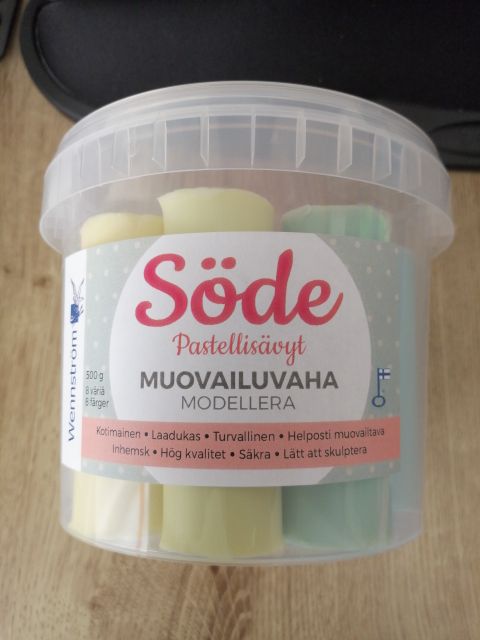 Söde
Pastellisävyt
MUOVAILUVAHA
MODELLERA
Wennström
500 g
8 väriä
8 färger
Kotimainen • Laadukas • Turvallinen • Helposti muovailtava
Inhemsk • Hög kvalitet • Säkra • Lätt att skulptera